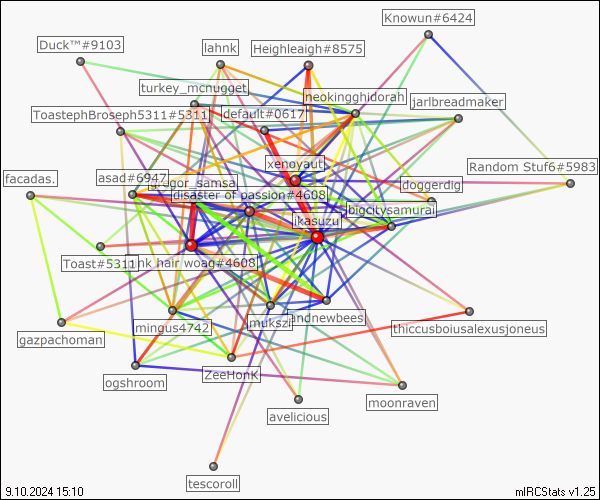 Knowun#6424
Duck™#9103
lahnk
Heighleaigh#8575
turkey_mcnugget
neokingghidorah
jarlbreadmaker
ToastephBroseph5311#5311
default#0617
xenoyaut
Random Stuf6#5983
facadas.
asad#6947
gregor_samsa
doggerdig
disaster of passion#4608
bigcitysamurai
ikasuzu
Toast#5311
hk hair woag#4608
mingus4742
mukszi
andnewbees
thiccusboiusalexusjoneus
gazpachoman
ogshroom
ZeeHonK
moonraven
avelicious
tescoroll
9.10.2024 15:10
mIRCStats v1.25